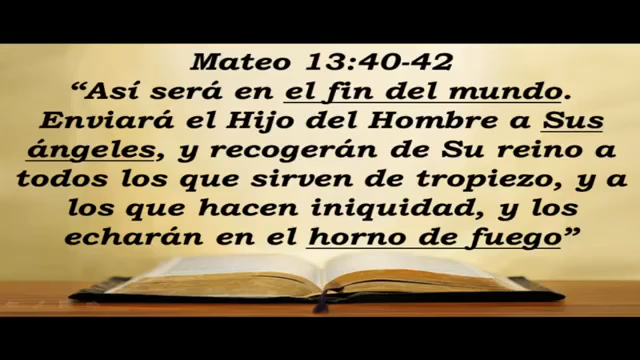 Mateo 13:40-42
“Así será en el fin del mundo.
Enviará el Hijo del Hombre a Sus
ángeles, y recogerán de Su reino a
todos los que sirven de tropiezo, y a
los que hacen iniquidad, y los
echarán en el horno de fuego”